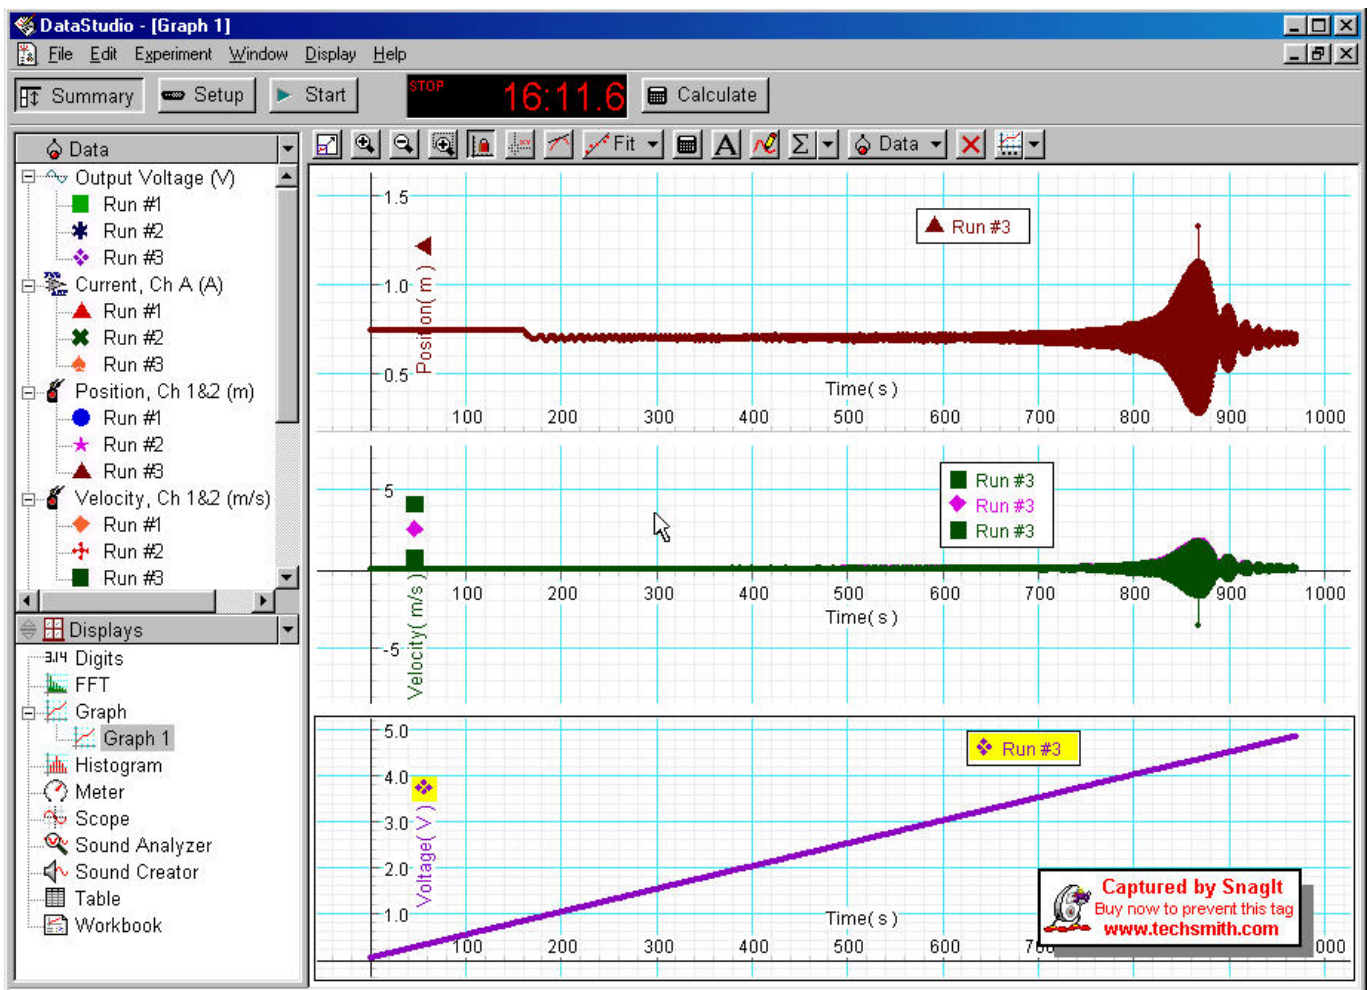 DataStudio - [Graph 1]
File Edit Experiment Window Display Help
Summary Setup Start STOP 16:11.6 Calculate
Data
Fit A Σ Data
Output Voltage (V)
Run #1
Run #2
Run #3
Current, Ch A (A)
Run #1
Run #2
Run #3
Position, Ch 1&2 (m)
Run #1
Run #2
Run #3
Velocity, Ch 1&2 (m/s)
Run #1
Run #2
Run #3
Displays
3.14 Digits
FFT
Graph
Graph 1
Histogram
Meter
Scope
Sound Analyzer
Sound Creator
Table
Workbook
1.5
1.0
0.5
Position( m )
Run #3
Time( s )
100 200 300 400 500 600 700 800 900 1000
5
-5
Velocity( m/s )
Run #3
Run #3
Run #3
100 200 300 400 500 600 700 800 900 1000
Time( s )
5.0
4.0
3.0
2.0
1.0
Voltage( V )
Run #3
Time( s )
100 200 300 400 500 600
000
Captured by SnagIt
Buy now to prevent this tag
www.techsmith.com